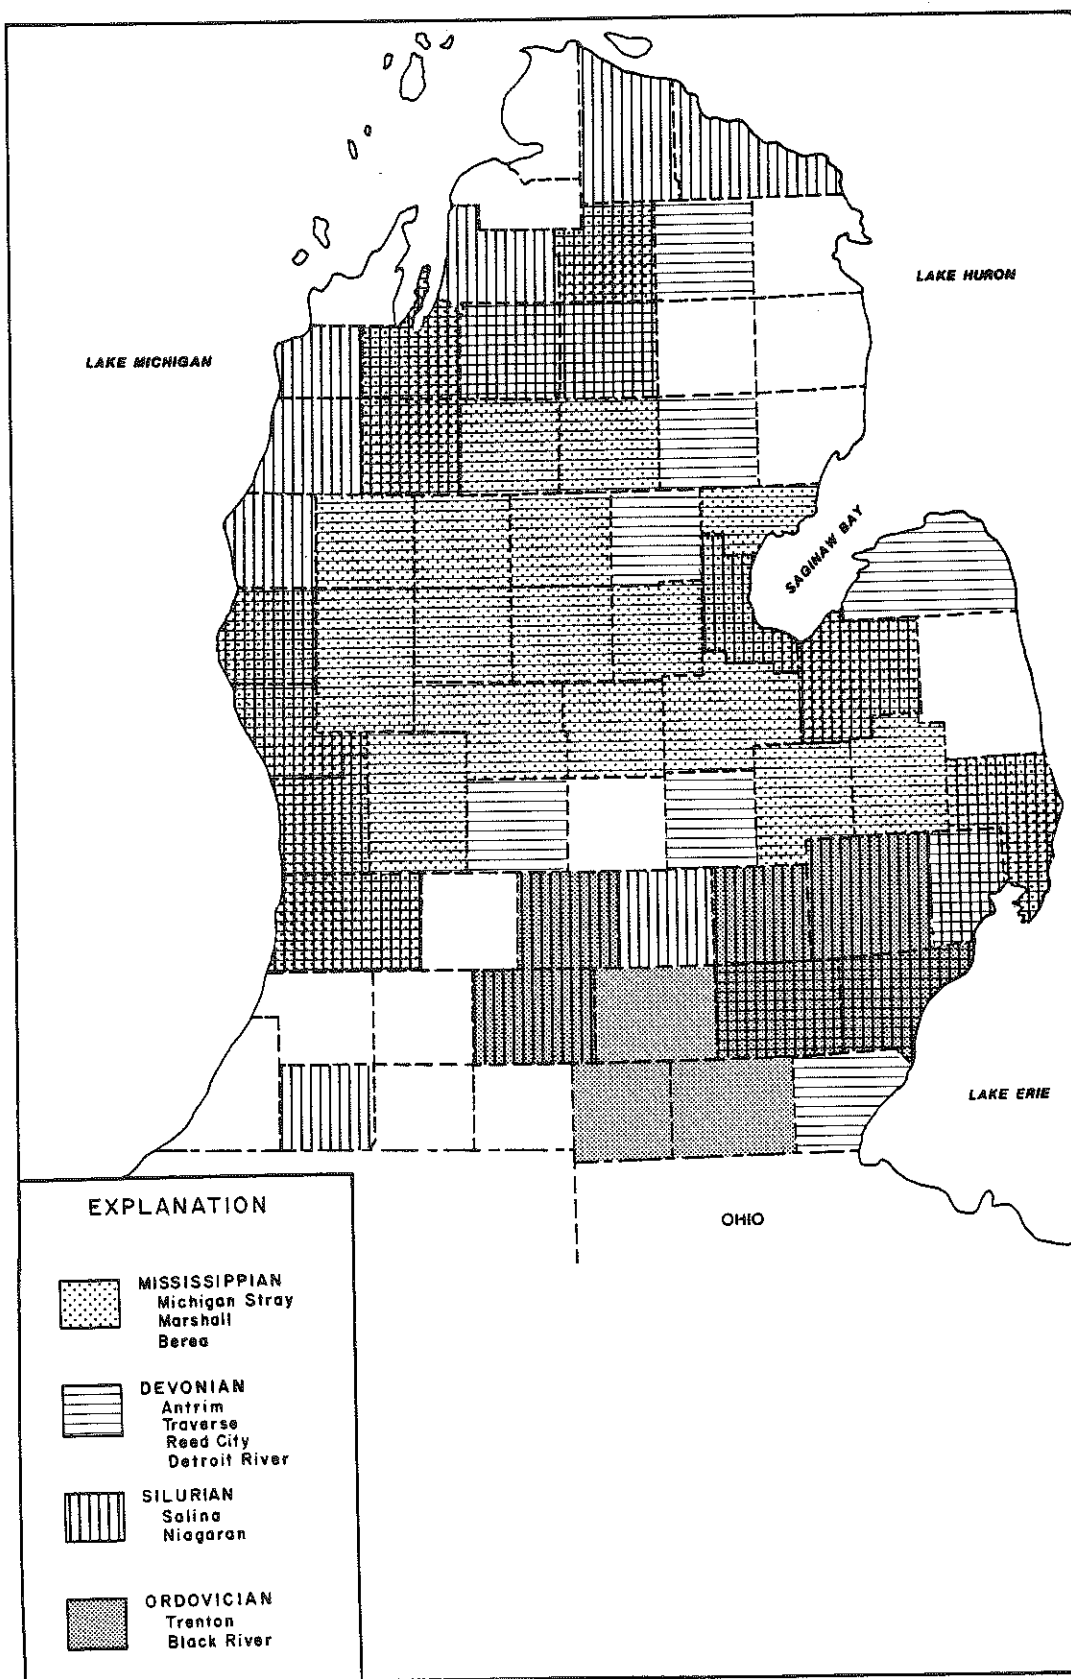 LAKE HURON
LAKE MICHIGAN
SAGINAW BAY
LAKE ERIE
OHIO
EXPLANATION
MISSISSIPPIAN
Michigan Stray
Marshall
Berea
DEVONIAN
Antrim
Traverse
Reed City
Detroit River
SILURIAN
Salina
Niagaran
ORDOVICIAN
Trenton
Black River